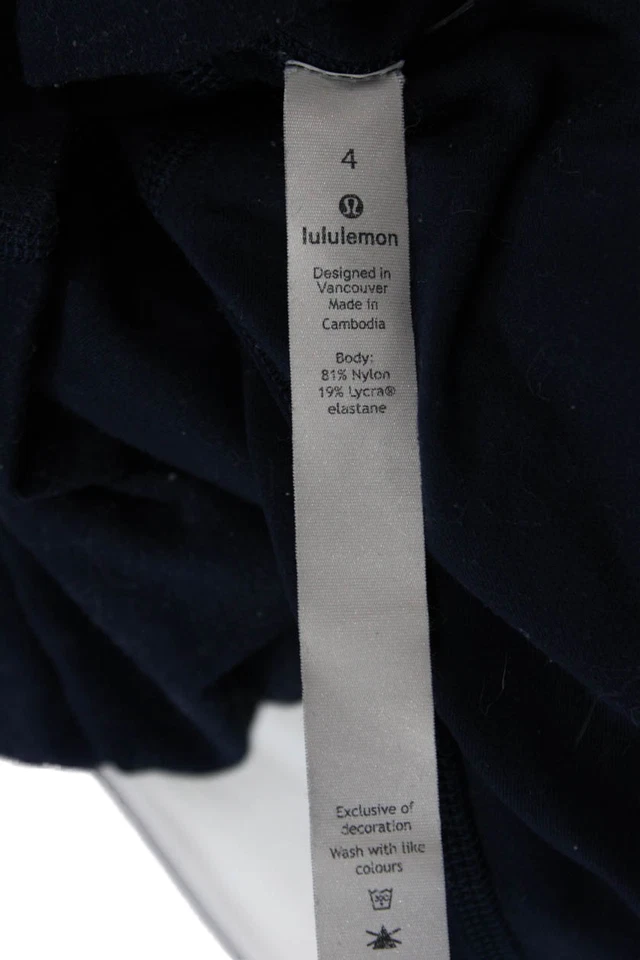 4
lululemon
Designed in
Vancouver
Made in
Cambodia
Body:
81% Nylon
19% Lycra®
elastane
Exclusive of
decoration
Wash with like
colours
30C